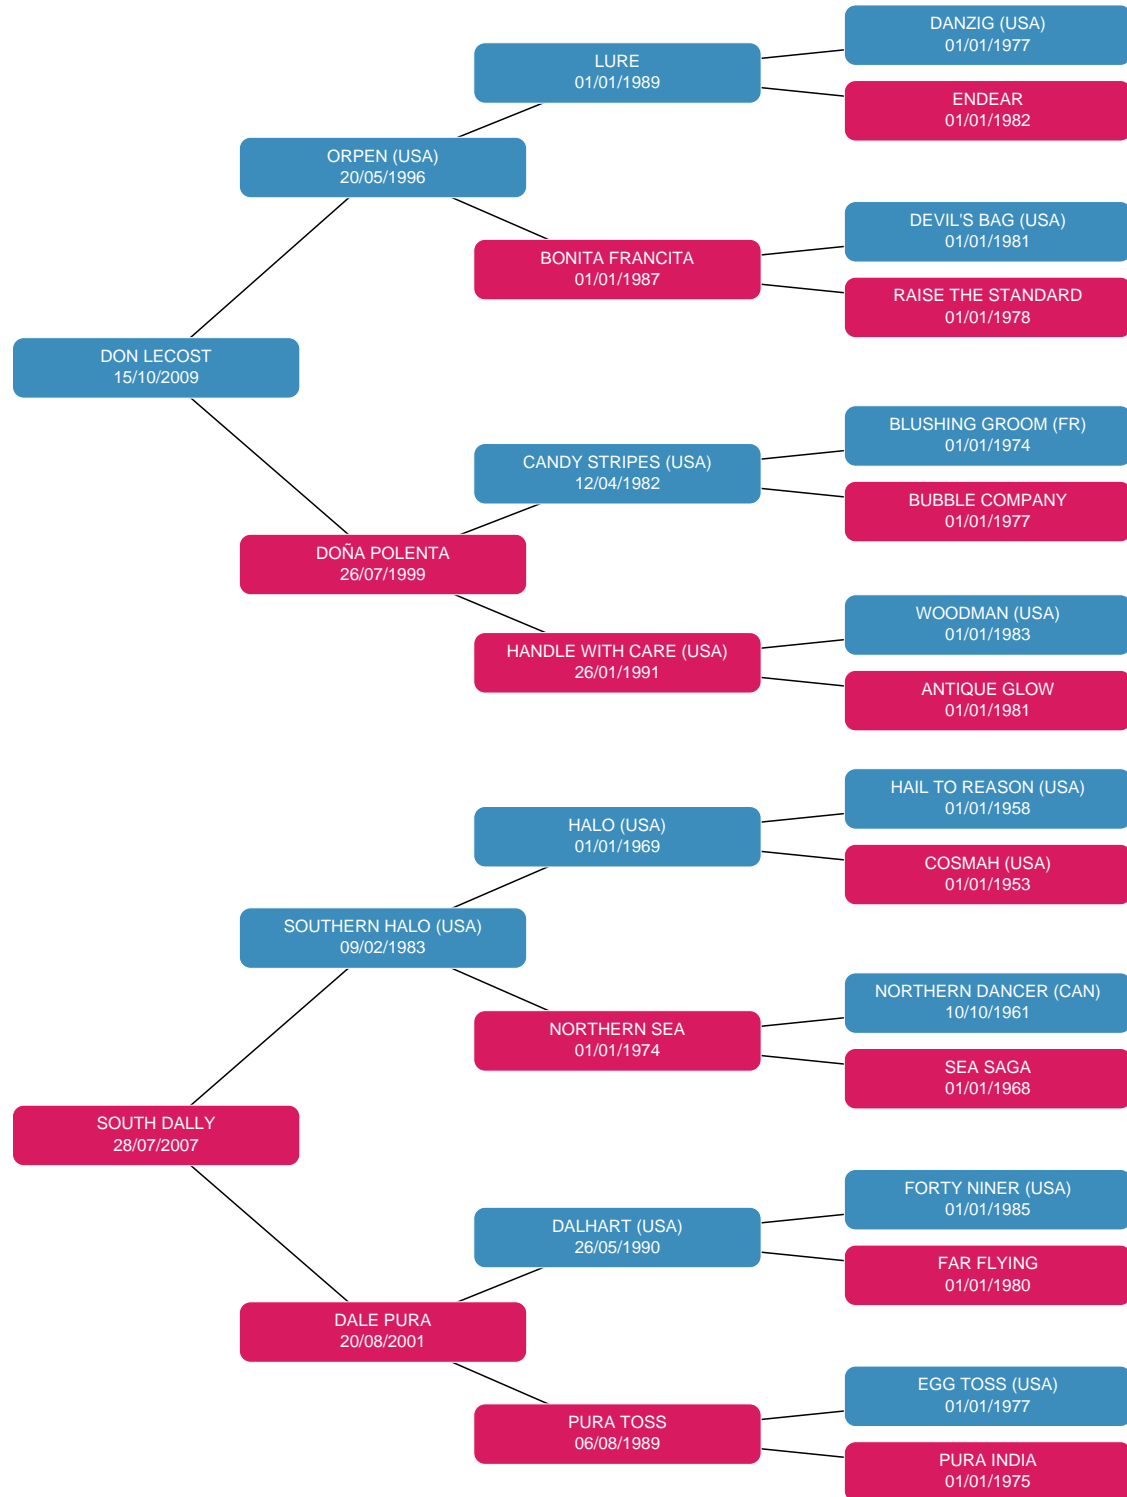 DANZIG (USA)
01/01/1977
LURE
01/01/1989
ENDEAR
01/01/1982
ORPEN (USA)
20/05/1996
DEVIL'S BAG (USA)
01/01/1981
BONITA FRANCITA
01/01/1987
RAISE THE STANDARD
01/01/1978
DON LECOST
15/10/2009
BLUSHING GROOM (FR)
01/01/1974
CANDY STRIPES (USA)
12/04/1982
BUBBLE COMPANY
01/01/1977
DOÑA POLENTA
26/07/1999
WOODMAN (USA)
01/01/1983
HANDLE WITH CARE (USA)
26/01/1991
ANTIQUE GLOW
01/01/1981
HAIL TO REASON (USA)
01/01/1958
HALO (USA)
01/01/1969
COSMAH (USA)
01/01/1953
SOUTHERN HALO (USA)
09/02/1983
NORTHERN DANCER (CAN)
10/10/1961
NORTHERN SEA
01/01/1974
SEA SAGA
01/01/1968
SOUTH DALLY
28/07/2007
FORTY NINER (USA)
01/01/1985
DALHART (USA)
26/05/1990
FAR FLYING
01/01/1980
DALE PURA
20/08/2001
EGG TOSS (USA)
01/01/1977
PURA TOSS
06/08/1989
PURA INDIA
01/01/1975